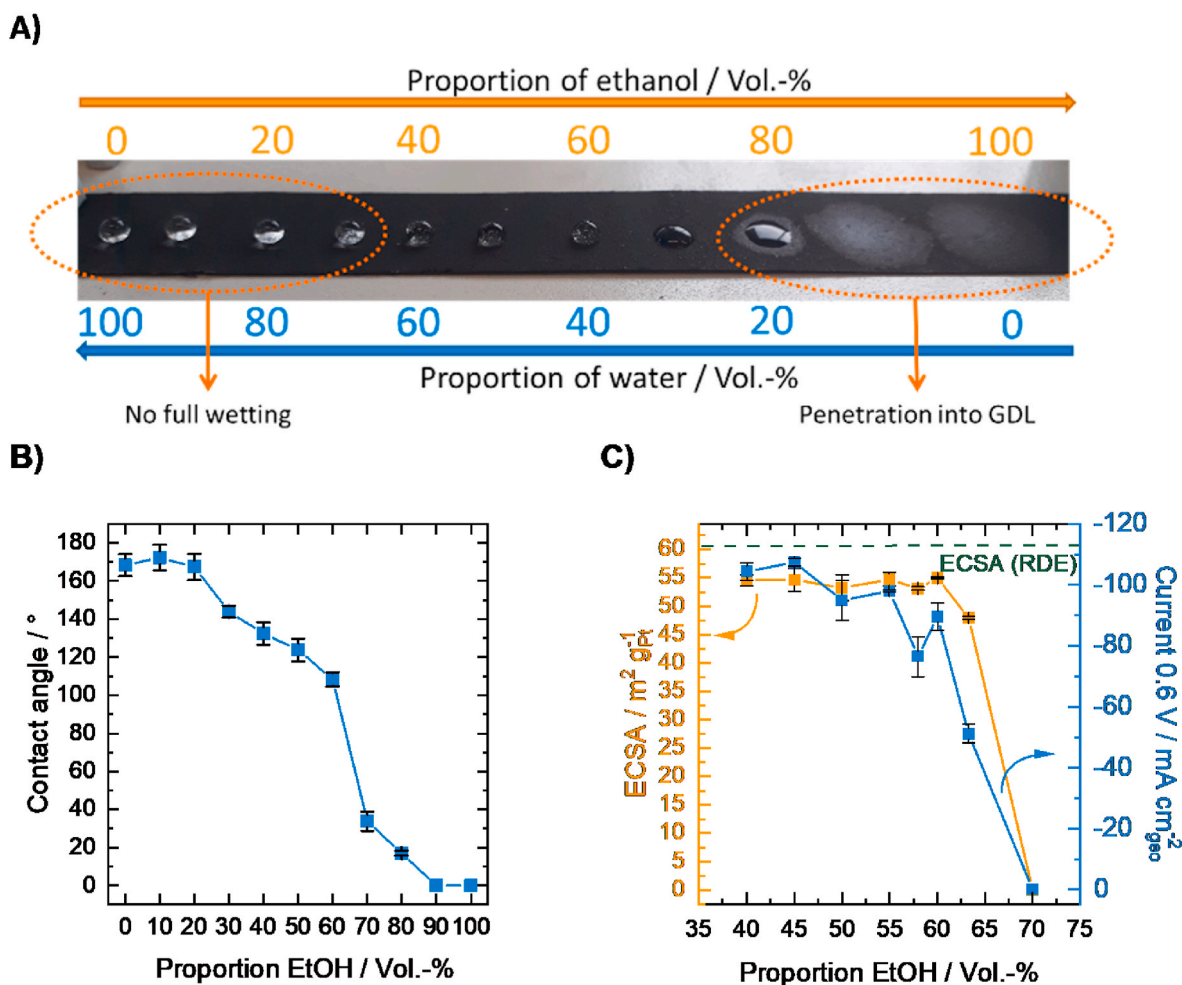 A)
Proportion of ethanol / Vol.-%
0 20 40 60 80 100
100 80 60 40 20 0
Proportion of water / Vol.-%
No full wetting
Penetration into GDL
B)
180
160
140
120
100
80
60
40
20
0
Contact angle / °
0 10 20 30 40 50 60 70 80 90 100
Proportion EtOH / Vol.-%
C)
60
55
50
45
40
35
30
25
20
15
10
5
0
ECSA / m² g⁻¹Pt
ECSA (RDE)
-120
-100
-80
-60
-40
-20
0
Current 0.6 V / mA cm⁻²geo
35 40 45 50 55 60 65 70 75
Proportion EtOH / Vol.-%